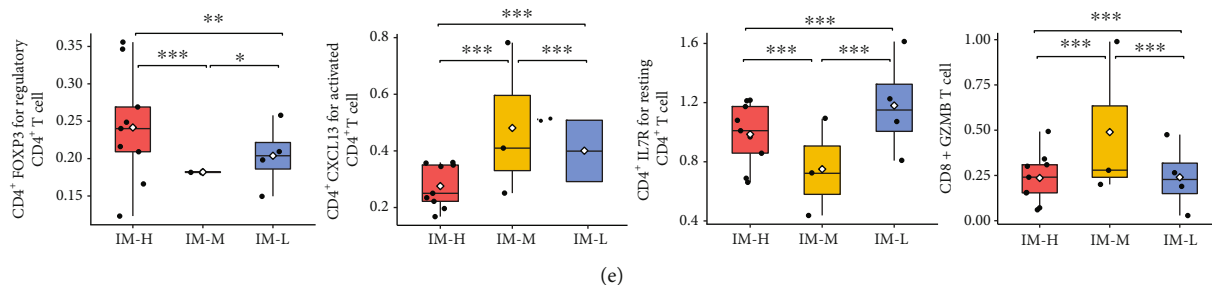 CD4⁺ FOXP3 for regulatory
CD4⁺ T cell
0.35
0.30
0.25
0.20
0.15
**
***
*
IM-H IM-M IM-L
CD4⁺CXCL13 for activated
CD4⁺T cell
0.8
0.6
0.4
0.2
***
***
***
IM-H IM-M IM-L
CD4⁺ IL7R for resting
CD4⁺ T cell
1.6
1.2
0.8
0.4
***
***
***
IM-H IM-M IM-L
CD8 + GZMB T cell
1.00
0.75
0.50
0.25
0.00
***
***
***
IM-H IM-M IM-L
(e)